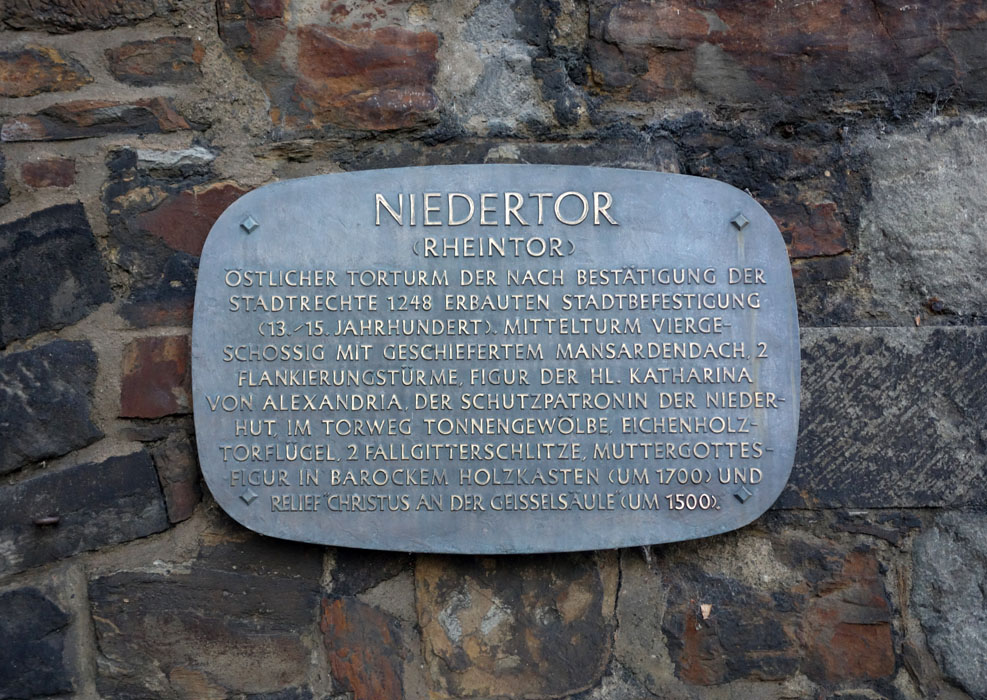 NIEDERTOR
(RHEINTOR)
ÖSTLICHER TORTURM DER NACH BESTÄTIGUNG DER
STADTRECHTE 1248 ERBAUTEN STADTBEFESTIGUNG
(13.-15. JAHRHUNDERT). MITTELTURM VIERGE-
SCHOSSIG MIT GESCHIEFERTEM MANSARDENDACH, 2
FLANKIERUNGSTÜRME, FIGUR DER HL. KATHARINA
VON ALEXANDRIA, DER SCHUTZPATRONIN DER NIEDER-
HUT, IM TORWEG TONNENGEWÖLBE, EICHENHOLZ-
TORFLÜGEL, 2 FALLGITTERSCHLITZE, MUTTERGOTTES-
FIGUR IN BAROCKEM HOLZKASTEN (UM 1700) UND
RELIEF "CHRISTUS AN DER GEISSELSÄULE" (UM 1500).